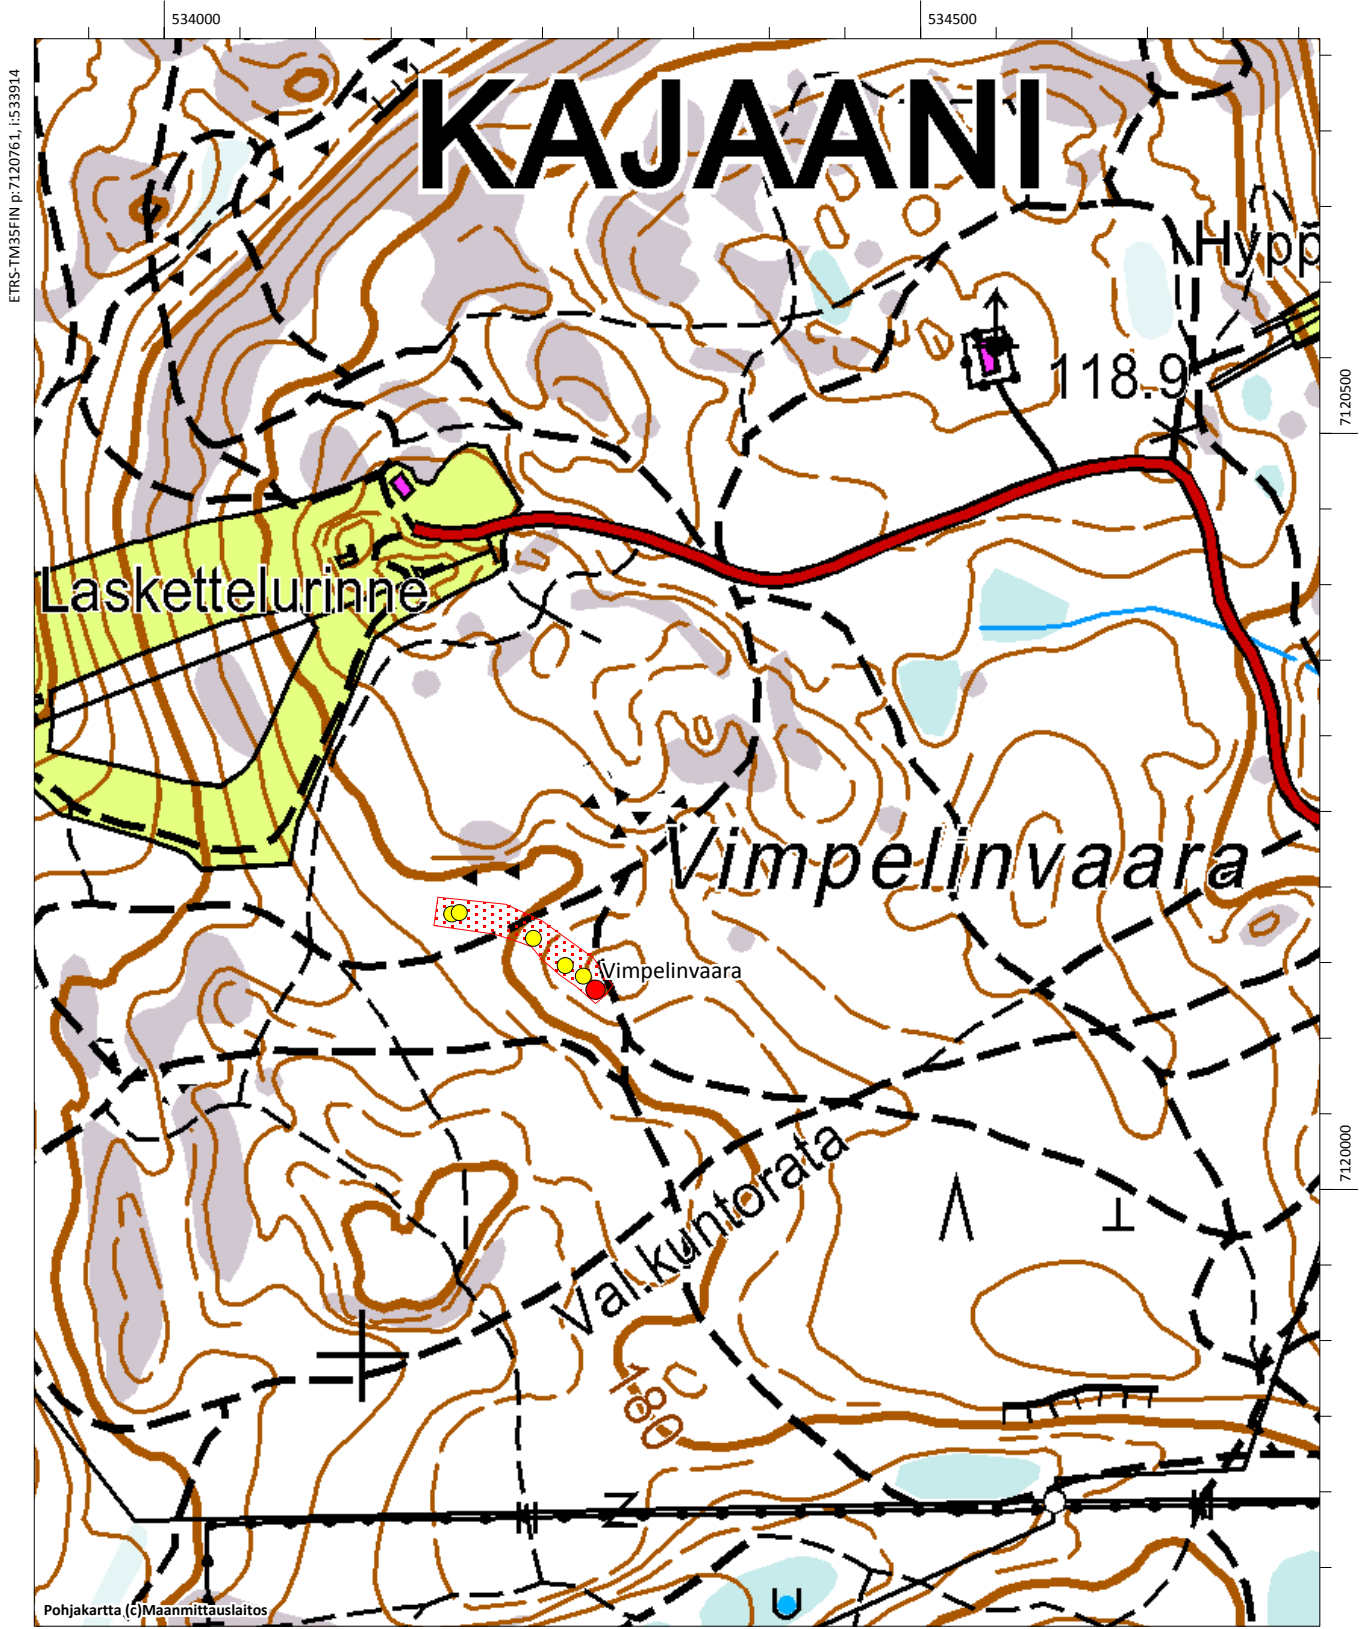 534000
534500
ETRS-TM35FIN p:7120761, i:533914
KAJAANI
Hypp
118.9
7120500
Laskettelurinne
Vimpelinvaara
Vimpelinvaara
7120000
Val.kuntorata
180
Z
U
Pohjakartta (c)Maanmittauslaitos